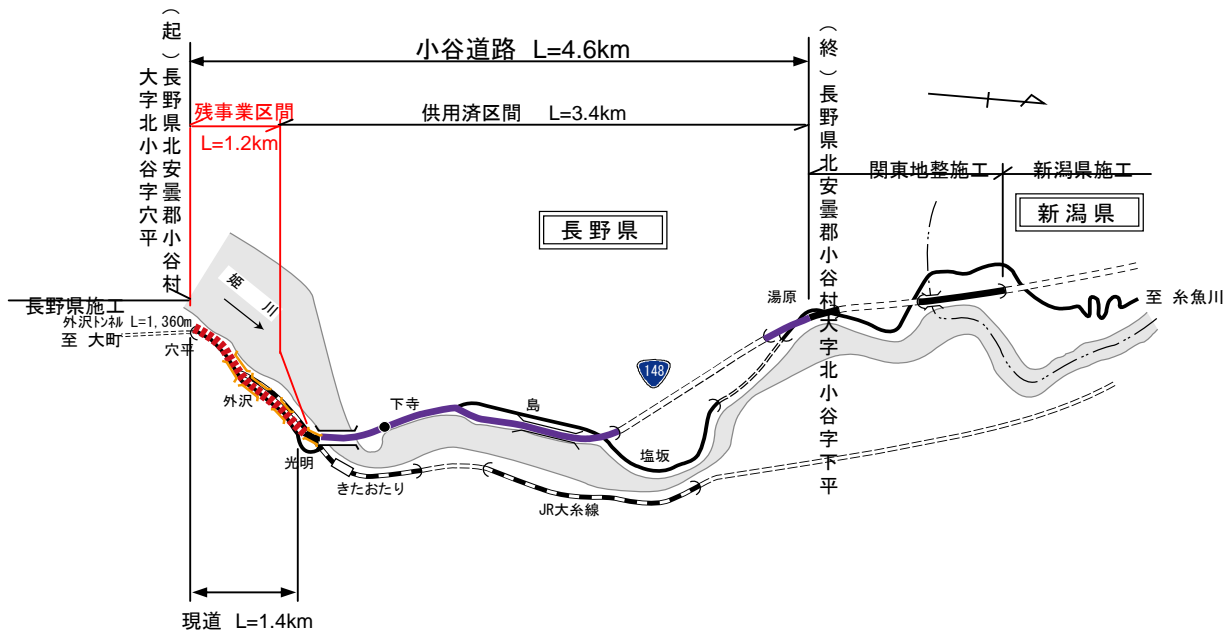 （起）長野県北安曇郡小谷村
大字北小谷字穴平
小谷道路 L=4.6km
（終）長野県北安曇郡小谷村大字北小谷字下平
残事業区間
L=1.2km
供用済区間 L=3.4km
関東地整施工
新潟県施工
長野県
新潟県
姫川
長野県施工
外沢トンネル L=1,360m
至 大町
穴平
外沢
光明
きたおたり
下寺
島
148
JR大糸線
塩坂
湯原
至 糸魚川
現道 L=1.4km